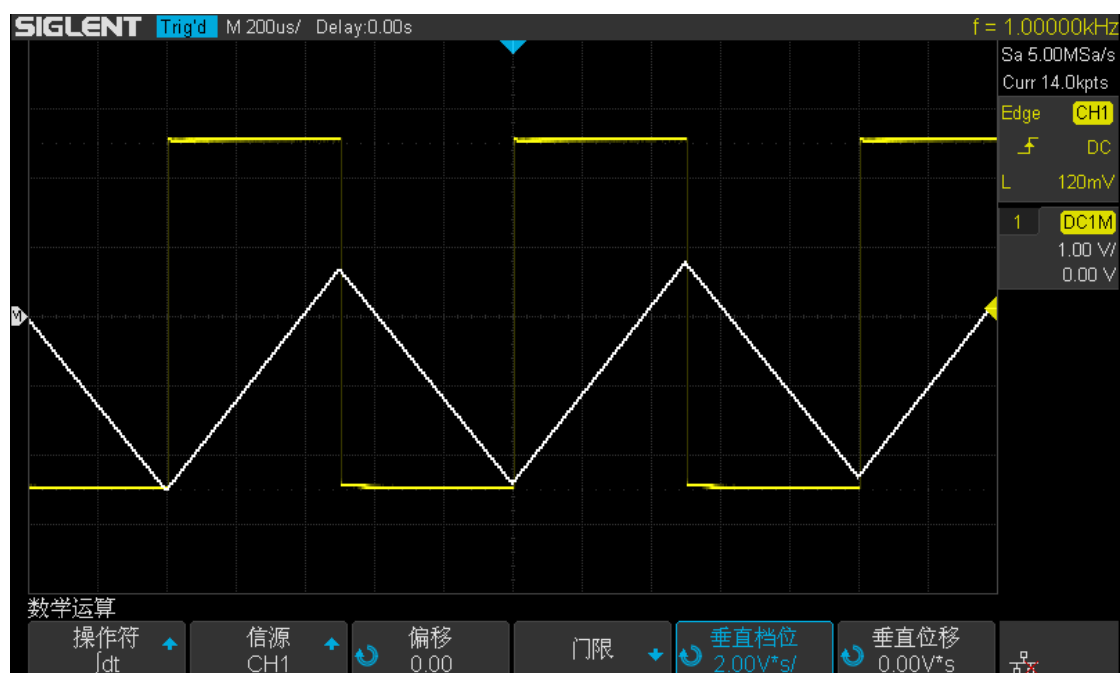 SIGLENT Trig'd M 200us/ Delay:0.00s f = 1.00000kHz
Sa 5.00MSa/s
Curr 14.0kpts
Edge CH1
DC
L 120mV
1 DC1M
1.00 V/
0.00 V
M
数学运算
操作符 信源 偏移 门限 垂直档位 垂直位移
∫dt CH1 0.00 2.00V*s/ 0.00V*s